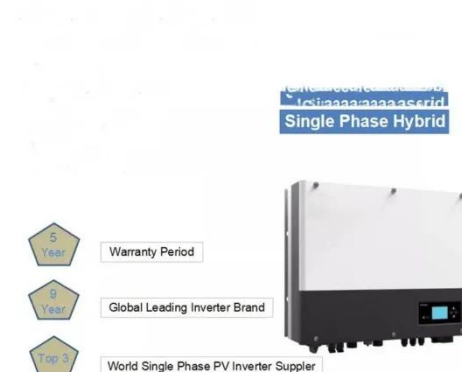 Single Phase Hybrid
5
Year
Warranty Period
9
Year
Global Leading Inverter Brand
Top 3
World Single Phase PV Inverter Suppler